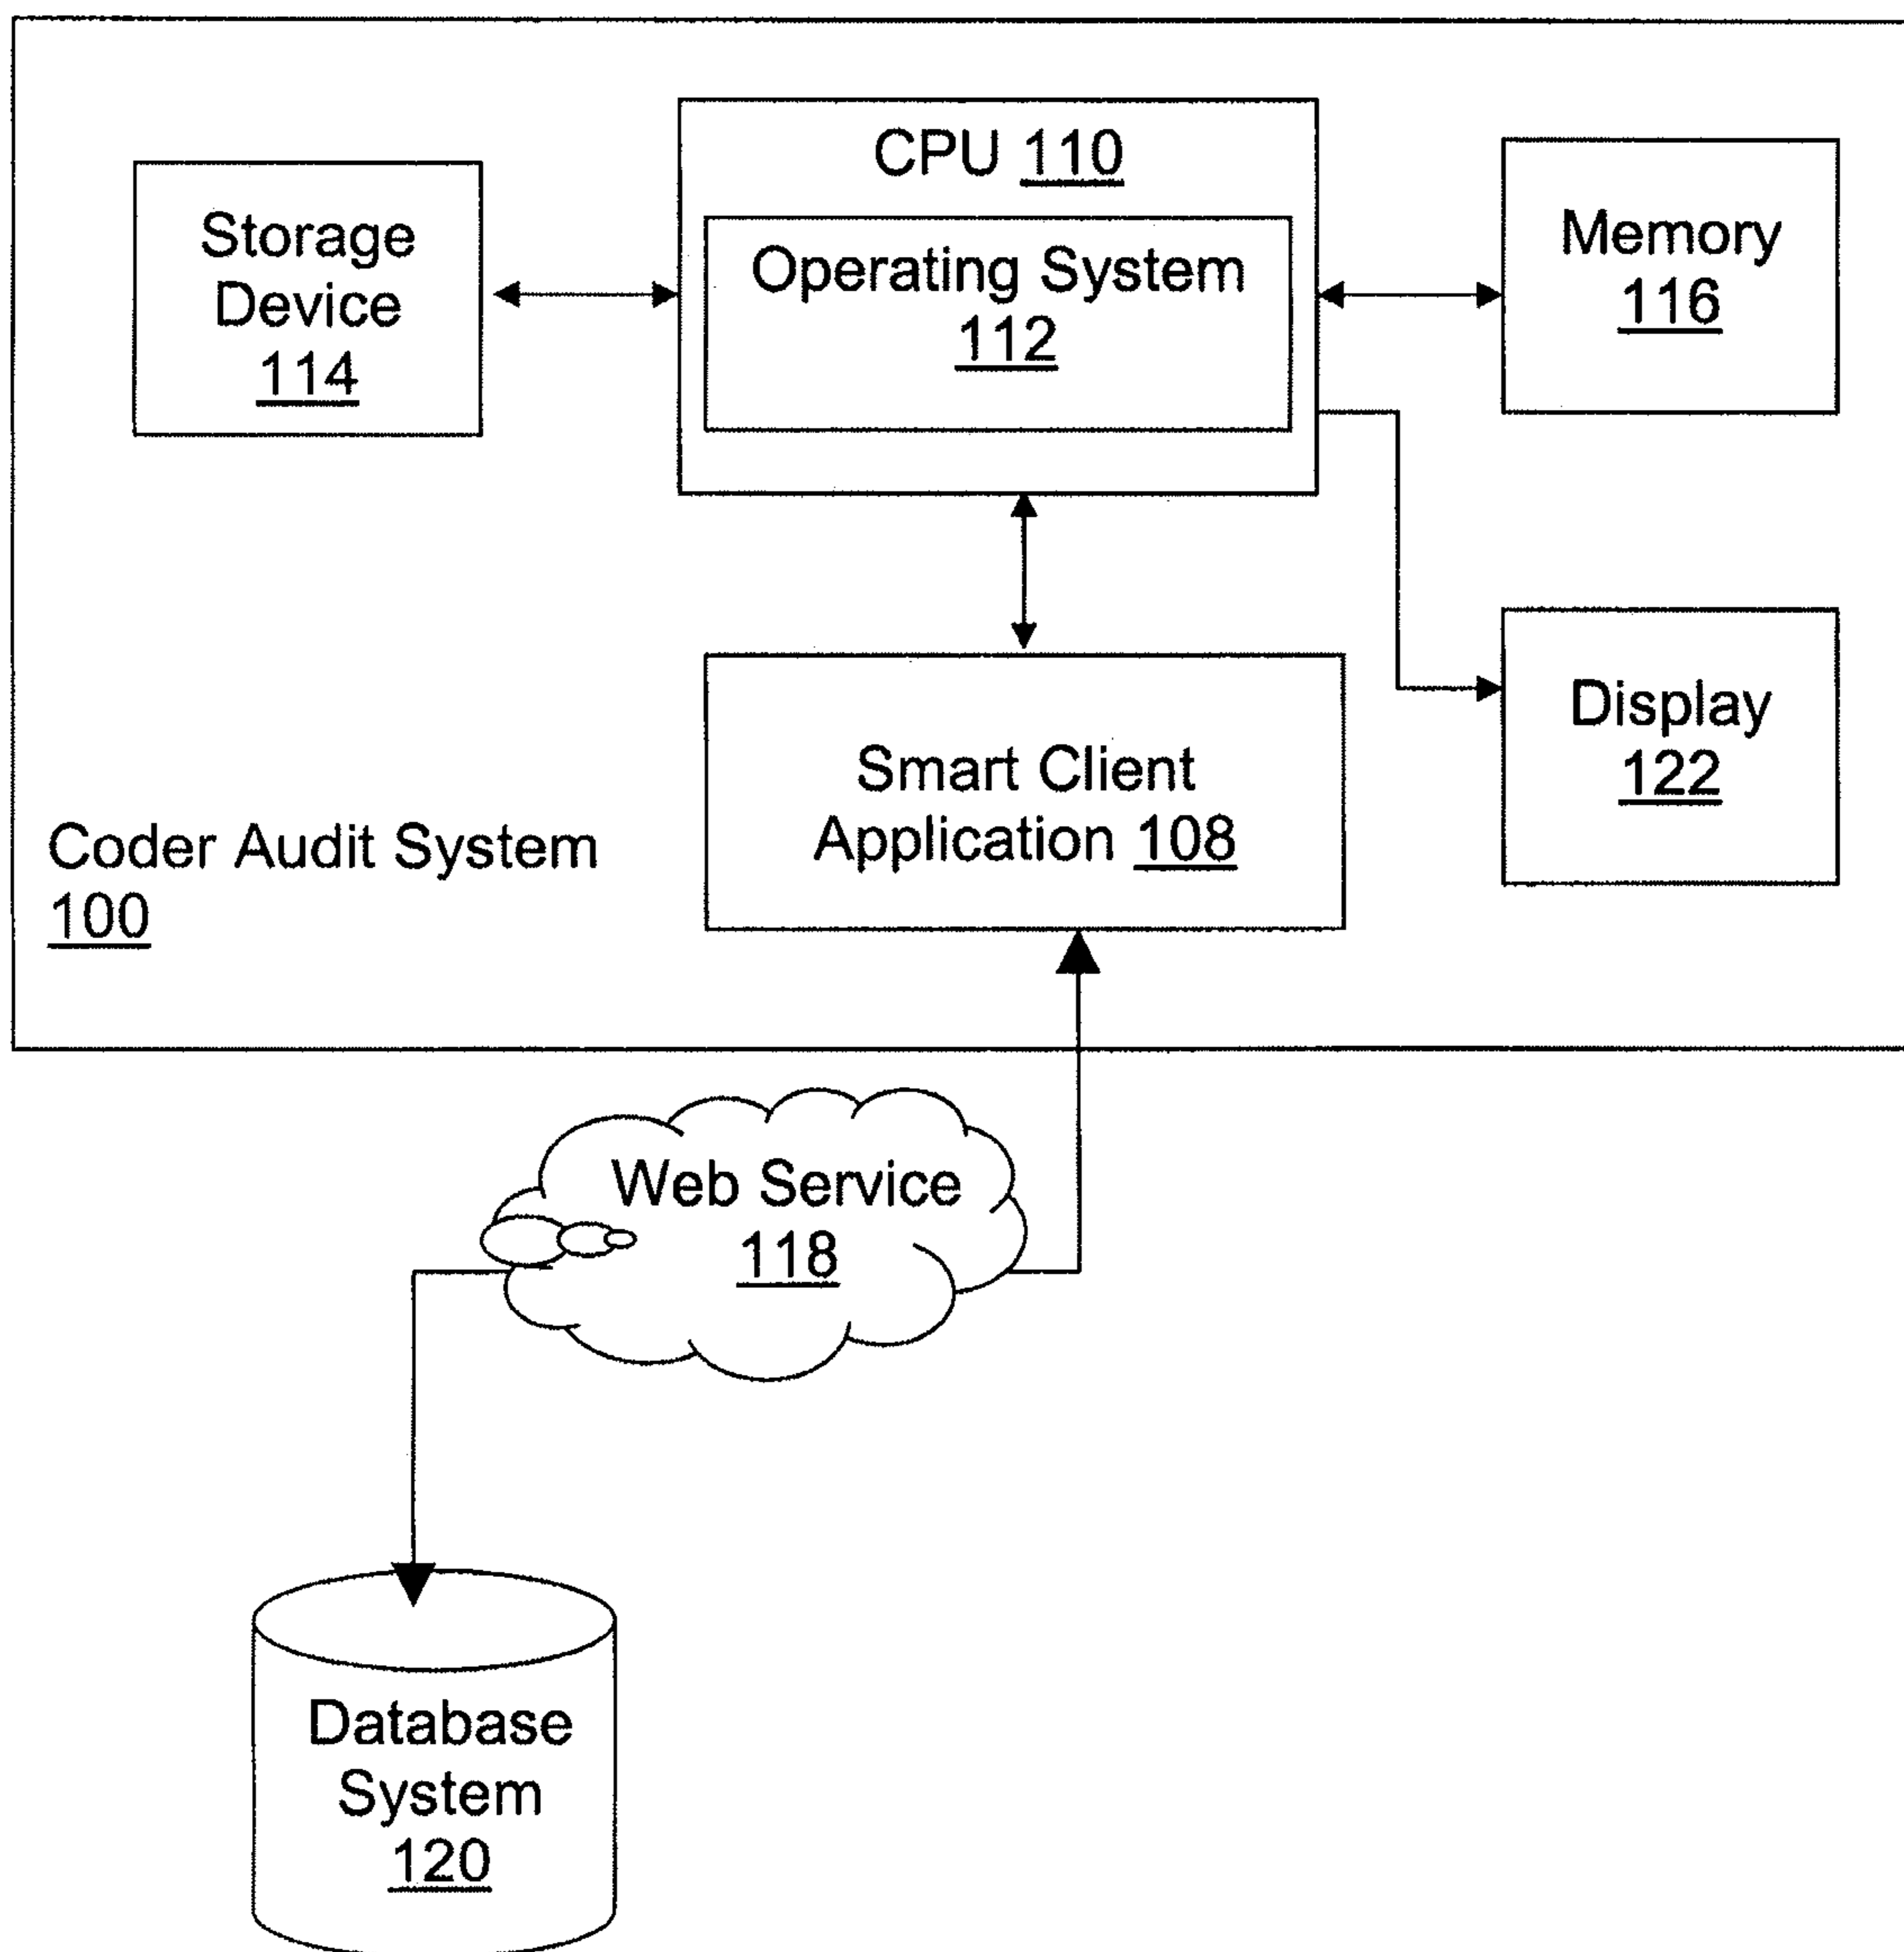 CPU 110
Storage
Device
114
Operating System
112
Memory
116
Smart Client
Application 108
Display
122
Coder Audit System
100
Web Service
118
Database
System
120